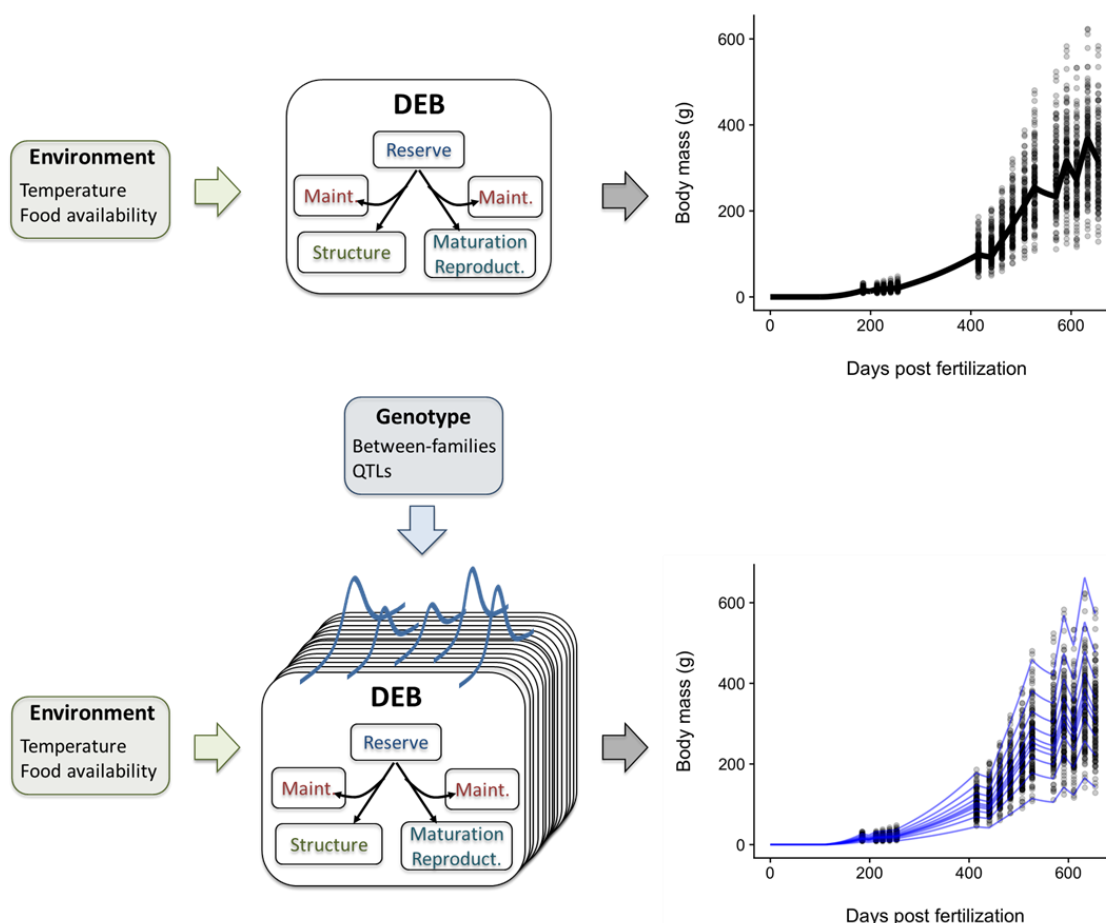 Environment
Temperature
Food availability
DEB
Reserve
Maint
Maint.
Structure
Maturation
Reproduct.
Body mass (g)
600
400
200
0
0
200
400
600
Days post fertilization
Genotype
Between-families
QTLs
Environment
Temperature
Food availability
DEB
Reserve
Maint
Maint.
Structure
Maturation
Reproduct.
Body mass (g)
600
400
200
0
0
200
400
600
Days post fertilization